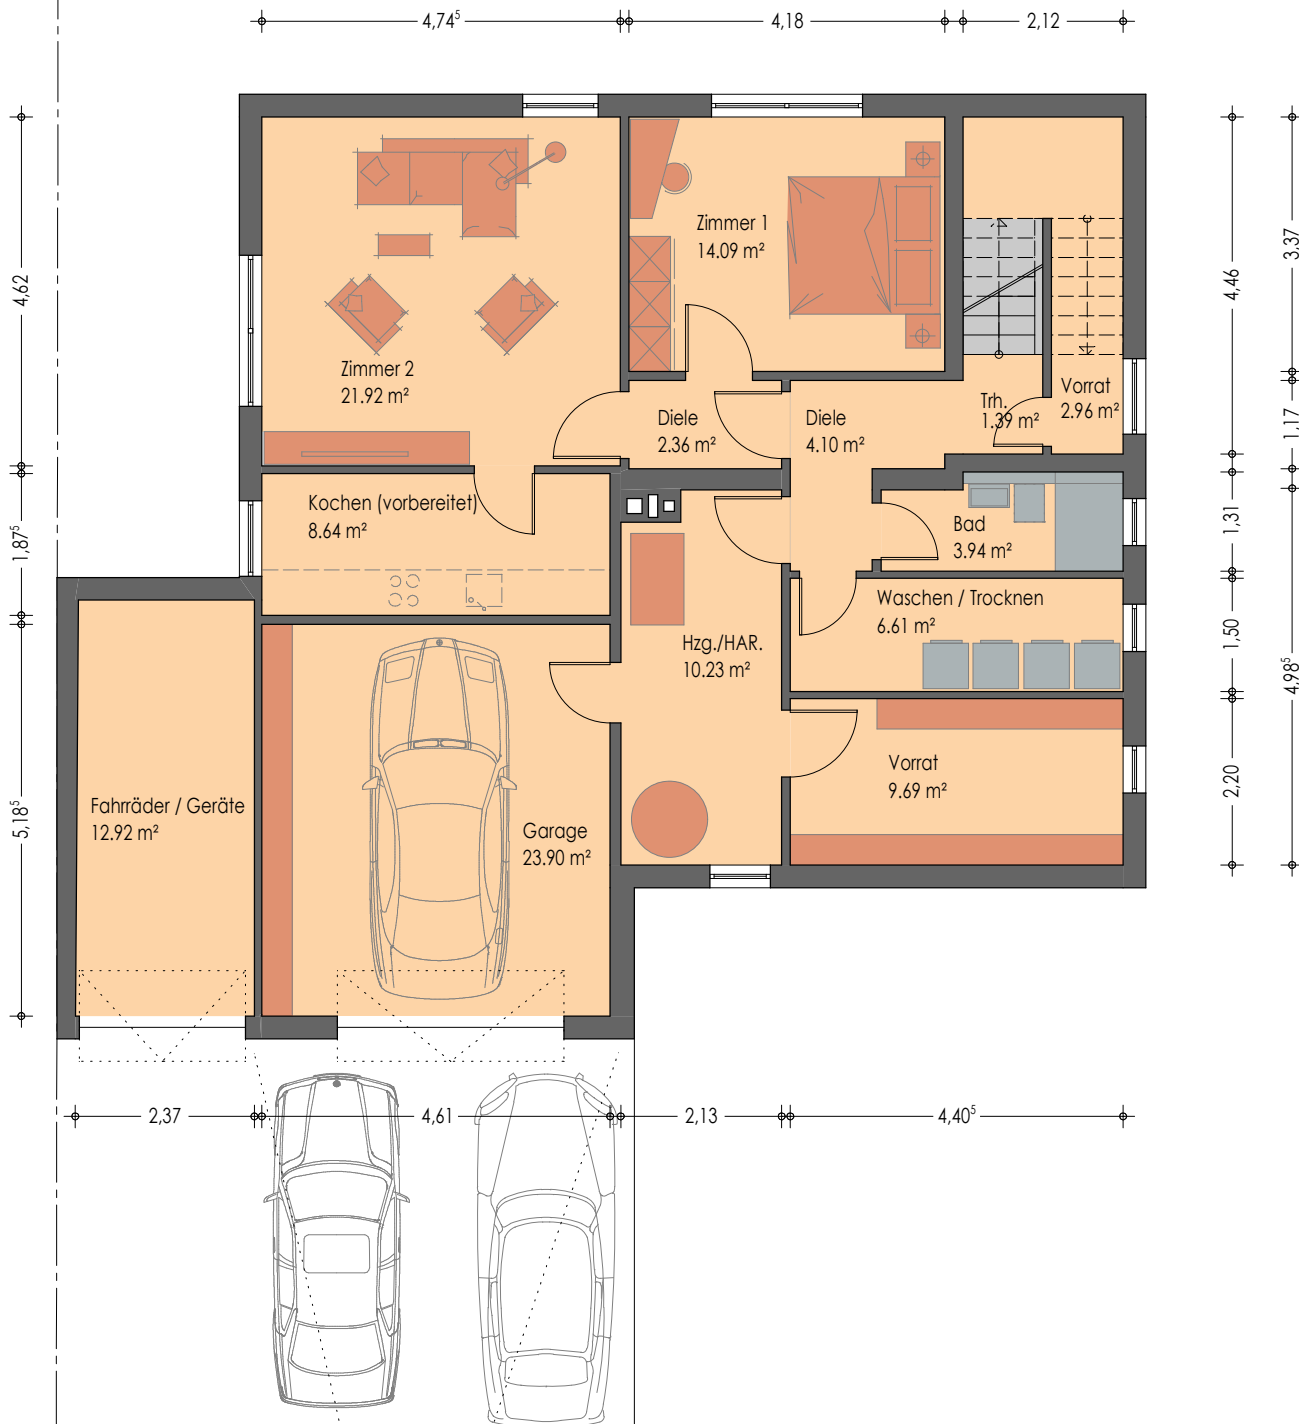 4,74⁵
4,18
2,12
4,62
1,87⁵
5,18⁵
Zimmer 2
21.92 m²
Zimmer 1
14.09 m²
Diele
2.36 m²
Diele
4.10 m²
Trh.
1.39 m²
Vorrat
2.96 m²
Kochen (vorbereitet)
8.64 m²
Bad
3.94 m²
Waschen / Trocknen
6.61 m²
Hzg./HAR.
10.23 m²
Vorrat
9.69 m²
Fahrräder / Geräte
12.92 m²
Garage
23.90 m²
4,46
1,31
1,50
2,20
3,37
1,17
4,98⁵
2,37
4,61
2,13
4,40⁵